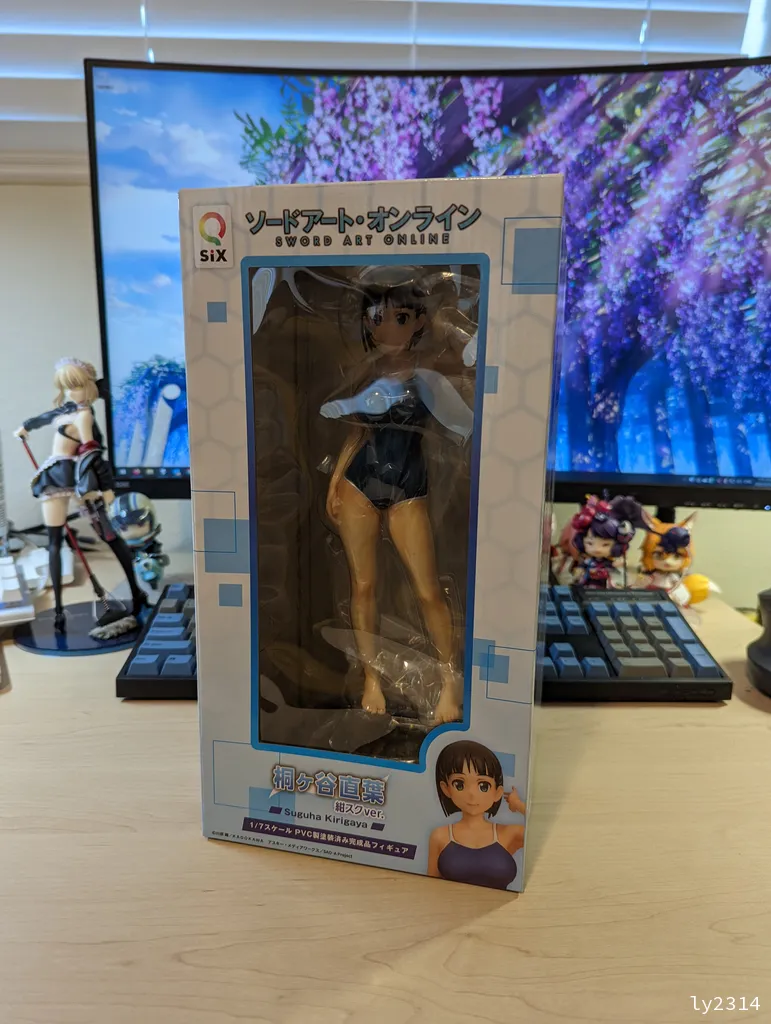 SiX
ソードアート・オンライン
SWORD ART ONLINE
桐ヶ谷直葉
紺スクver.
Suguha Kirigaya
1/7スケール PVC製塗装済み完成品フィギュア
ly2314